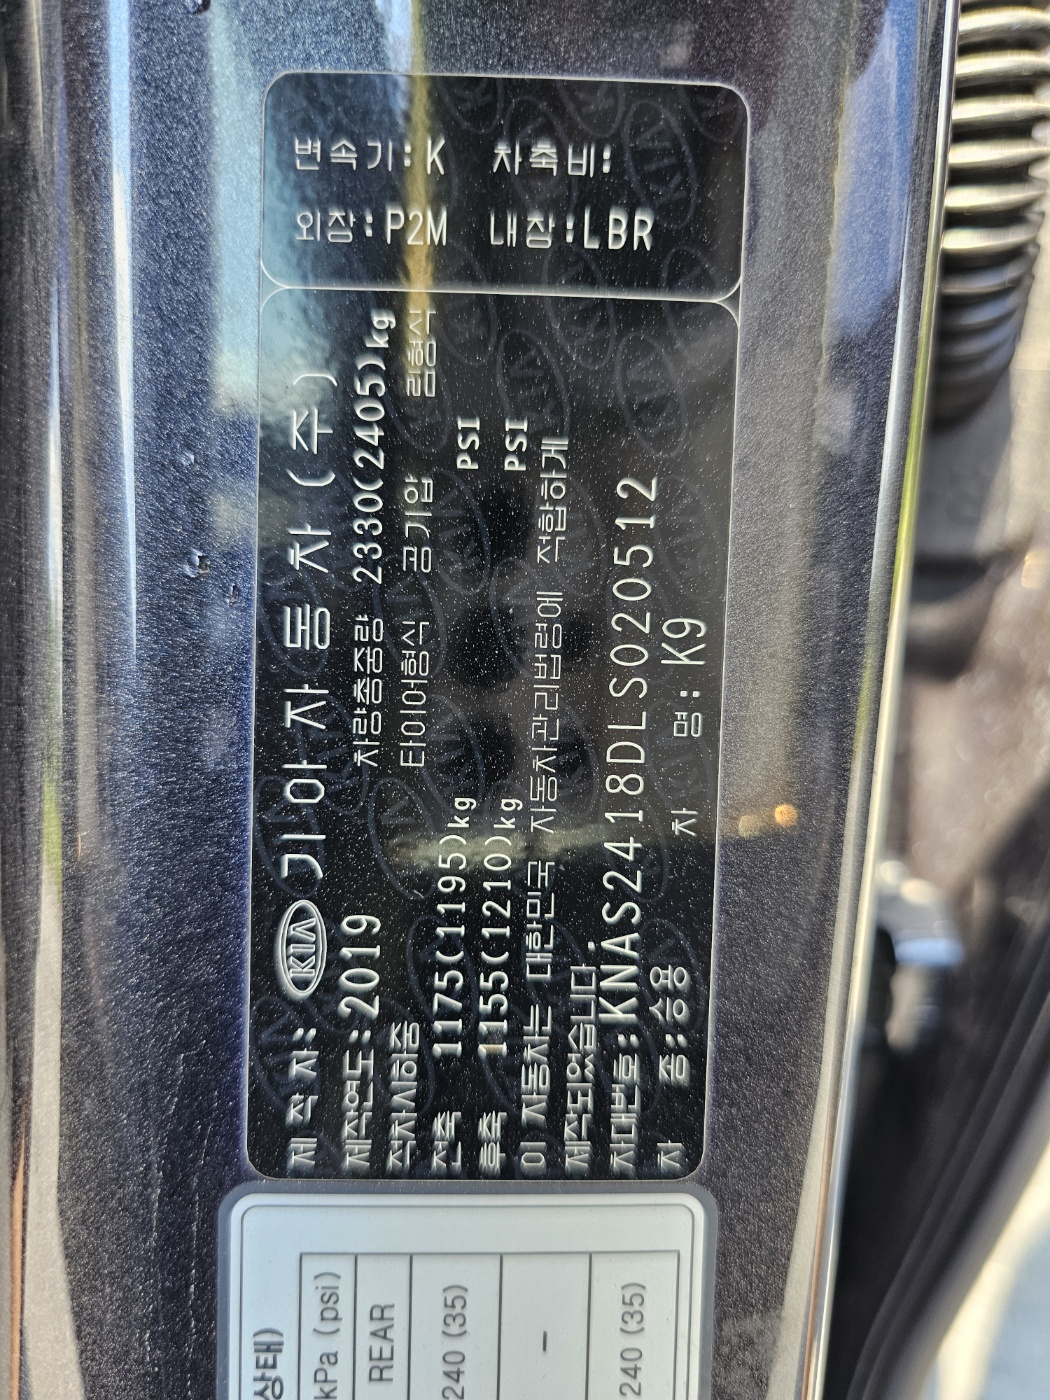 변속기:K 차축비:
외장:P2M 내장:LBR
제 작 자: KIA 기아자동차(주)
제작연도:2019 차량총중량 2330(2405)kg
적차시하중 타이어형식 공기압 림형식
전축 1175(1195)kg PSI
후축 1155(1210)kg PSI
이 자동차는 대한민국 자동차관리법령에 적합하게
제작되었습니다
차대번호:KNAS2418DLS020512
차 종:승용 차 명:K9
상태)
kPa (psi)
REAR
240 (35)
-
240 (35)